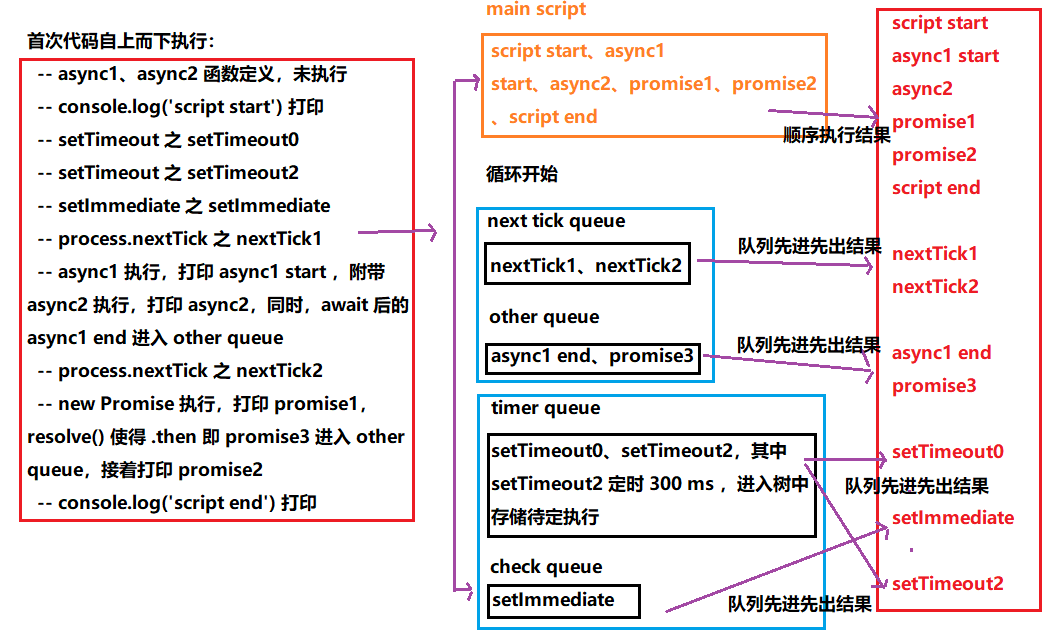 首次代码自上而下执行：
-- async1、async2 函数定义，未执行
-- console.log('script start') 打印
-- setTimeout 之 setTimeout0
-- setTimeout 之 setTimeout2
-- setImmediate 之 setImmediate
-- process.nextTick 之 nextTick1
-- async1 执行，打印 async1 start ，附带
async2 执行，打印 async2，同时，await 后的
async1 end 进入 other queue
-- process.nextTick 之 nextTick2
-- new Promise 执行，打印 promise1，
resolve() 使得 .then 即 promise3 进入 other
queue，接着打印 promise2
-- console.log('script end') 打印
main script
script start、async1
start、async2、promise1、promise2
、script end
顺序执行结果
循环开始
next tick queue
nextTick1、nextTick2
队列先进先出结果
other queue
async1 end、promise3
队列先进先出结果
timer queue
setTimeout0、setTimeout2，其中
setTimeout2 定时 300 ms ，进入树中
存储待定执行
队列先进先出结果
check queue
setImmediate
队列先进先出结果
script start
async1 start
async2
promise1
promise2
script end
nextTick1
nextTick2
async1 end
promise3
setTimeout0
setImmediate
setTimeout2